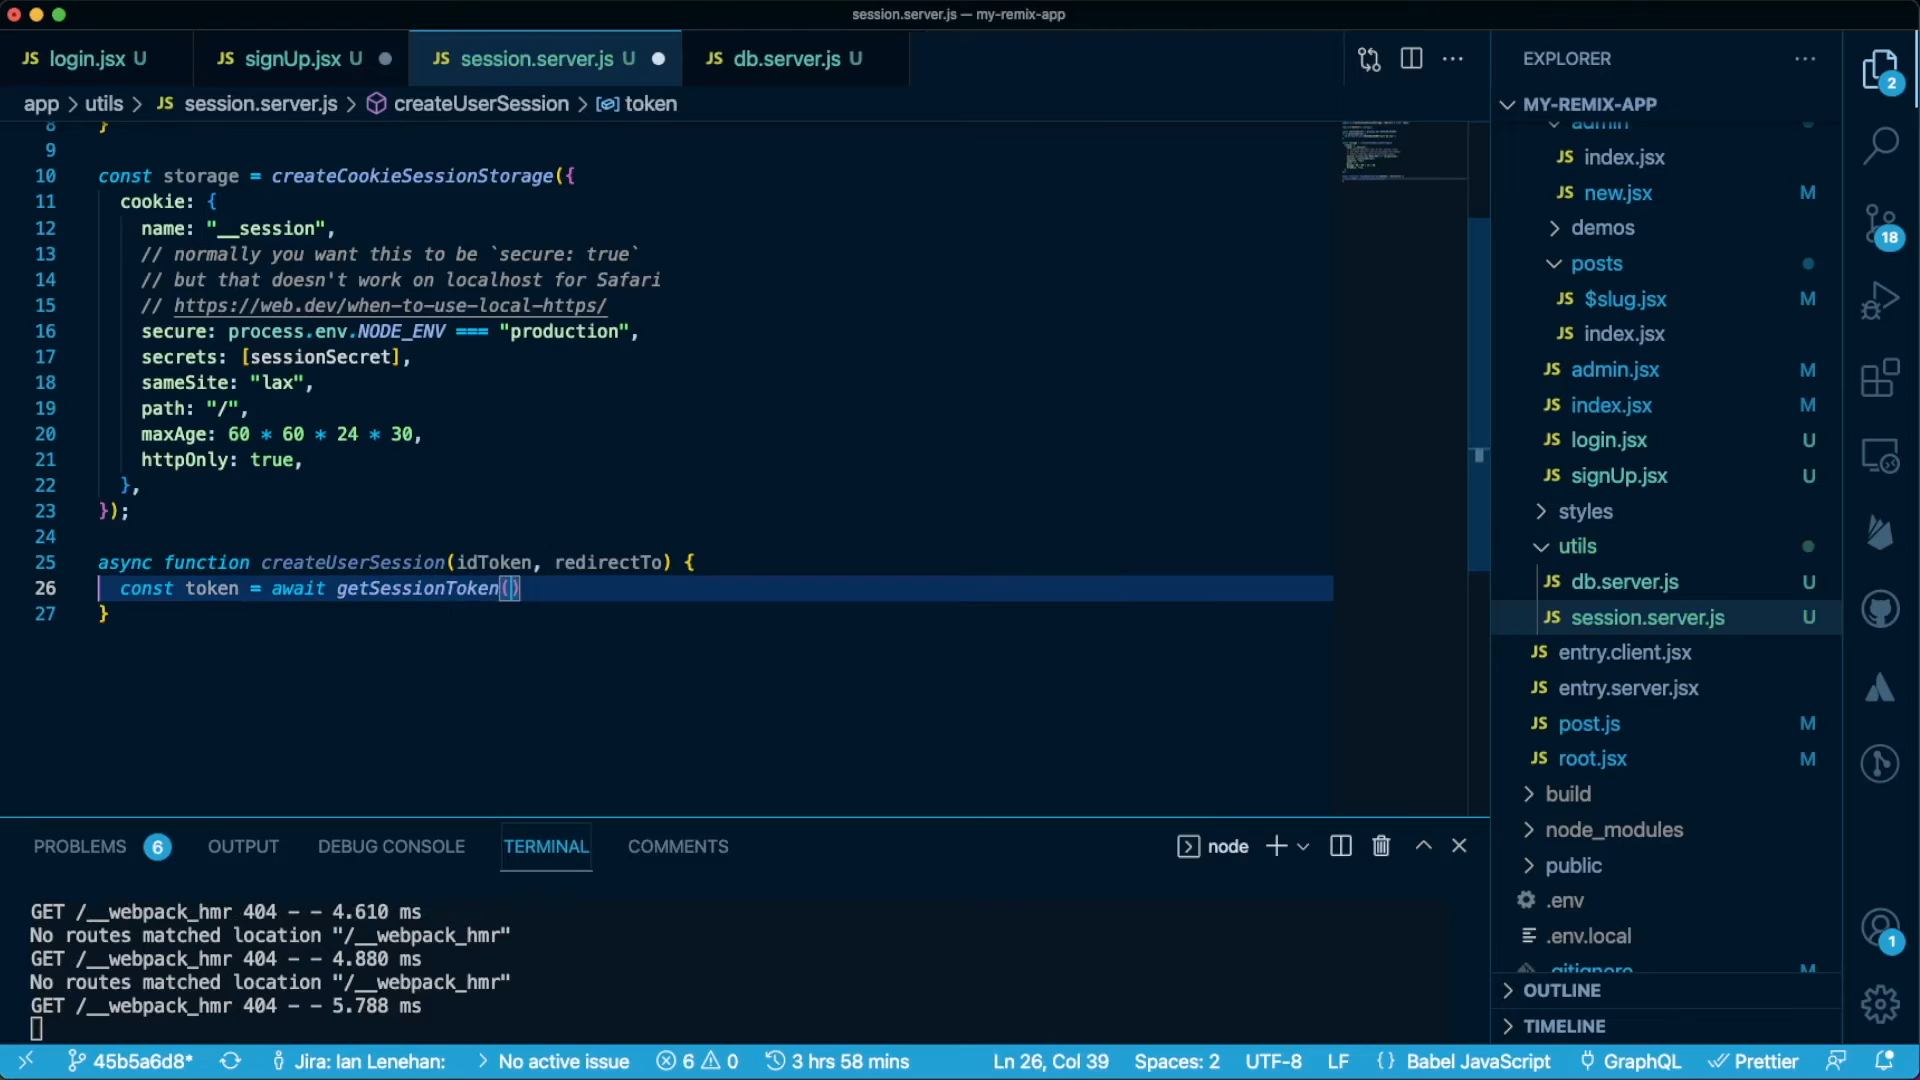 session.server.js — my-remix-app
JS login.jsx U
JS signUp.jsx U
JS session.server.js U
JS db.server.js U
app > utils > JS session.server.js > createUserSession > token
8 }
9
10 const storage = createCookieSessionStorage({
11 cookie: {
12 name: "__session",
13 // normally you want this to be `secure: true`
14 // but that doesn't work on localhost for Safari
15 // https://web.dev/when-to-use-local-https/
16 secure: process.env.NODE_ENV === "production",
17 secrets: [sessionSecret],
18 sameSite: "lax",
19 path: "/",
20 maxAge: 60 * 60 * 24 * 30,
21 httpOnly: true,
22 },
23 });
24
25 async function createUserSession(idToken, redirectTo) {
26 const token = await getSessionToken()
27 }
PROBLEMS 6 OUTPUT DEBUG CONSOLE TERMINAL COMMENTS
node
GET /__webpack_hmr 404 - - 4.610 ms
No routes matched location "/__webpack_hmr"
GET /__webpack_hmr 404 - - 4.880 ms
No routes matched location "/__webpack_hmr"
GET /__webpack_hmr 404 - - 5.788 ms
EXPLORER
MY-REMIX-APP
admin
JS index.jsx
JS new.jsx M
demos
posts
JS $slug.jsx M
JS index.jsx
JS admin.jsx M
JS index.jsx M
JS login.jsx U
JS signUp.jsx U
styles
utils
JS db.server.js U
JS session.server.js U
JS entry.client.jsx
JS entry.server.jsx
JS post.js M
JS root.jsx M
build
node_modules
public
.env
.env.local
.gitignore M
OUTLINE
TIMELINE
2
18
1
45b5a6d8* Jira: Ian Lenehan: No active issue 6 0 3 hrs 58 mins Ln 26, Col 39 Spaces: 2 UTF-8 LF {} Babel JavaScript GraphQL Prettier